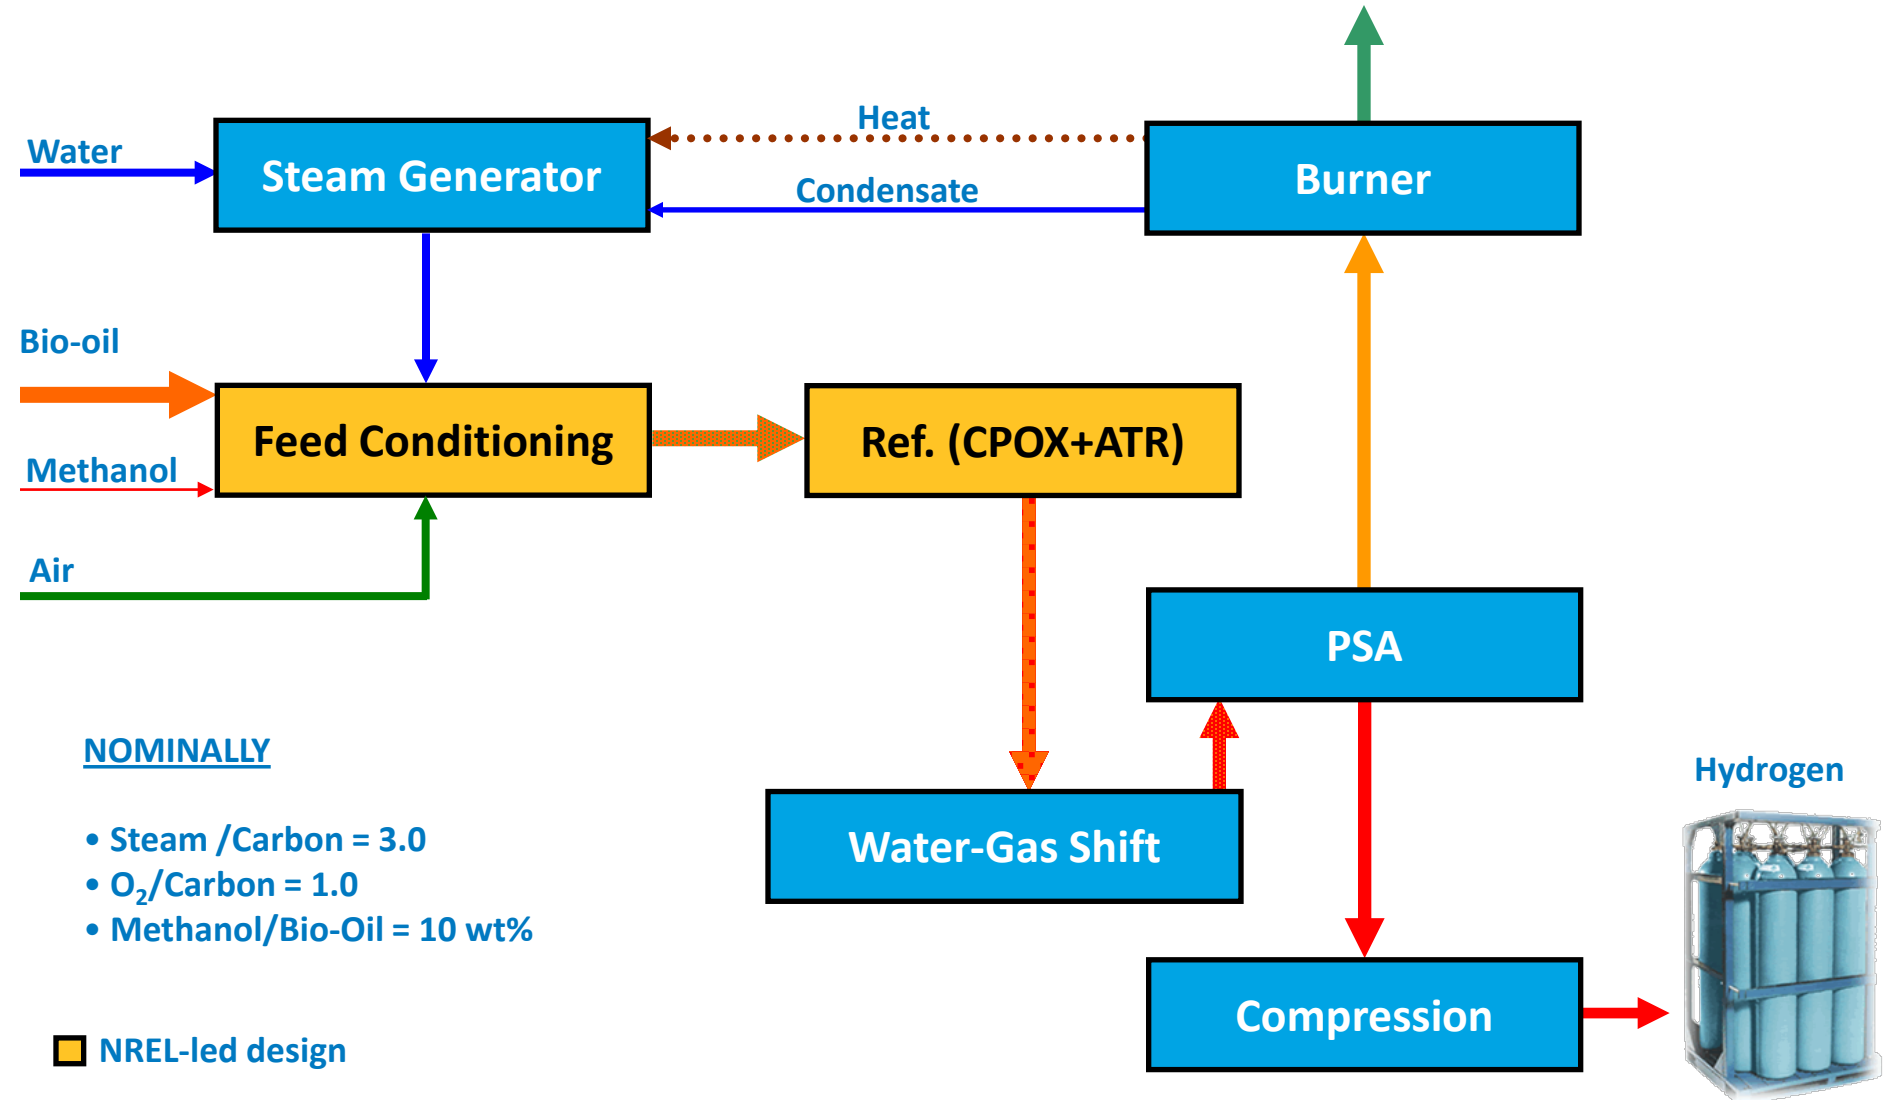 Water
Steam Generator
Heat
Condensate
Burner
Bio-oil
Feed Conditioning
Ref. (CPOX+ATR)
Methanol
Air
PSA
NOMINALLY
• Steam /Carbon = 3.0
• O₂/Carbon = 1.0
• Methanol/Bio-Oil = 10 wt%
Water-Gas Shift
Hydrogen
Compression
NREL-led design